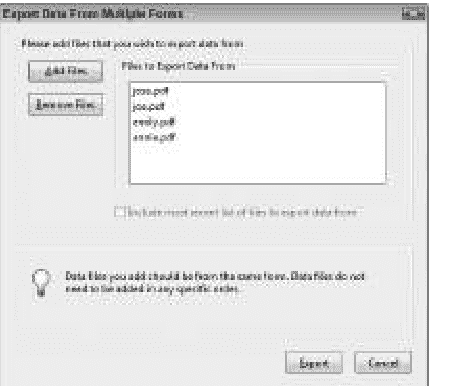 Export Data From Multiple Forms
Please add files that you wish to export data from
Add Files
Remove Files
Files to Export Data From
jose.pdf
joe.pdf
emily.pdf
annie.pdf
Include most recent list of files to export data from
Data files you add should be from the same form. Data files do not
need to be added in any specific order.
Export
Cancel